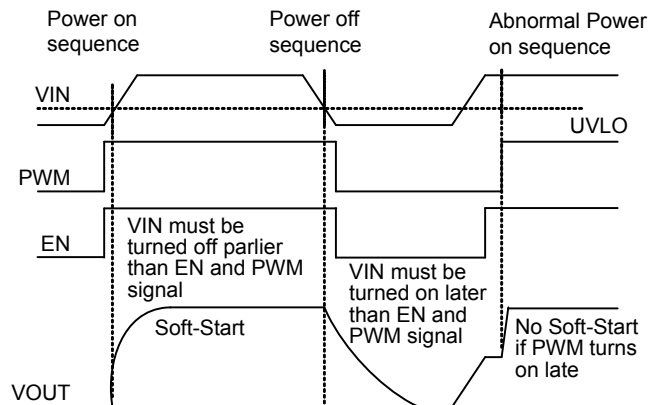 Power on
sequence
Power off
sequence
Abnormal Power
on sequence
VIN
UVLO
PWM
EN
VIN must be
turned off parlier
than EN and PWM
signal
VIN must be
turned on later
than EN and
PWM signal
Soft-Start
No Soft-Start
if PWM turns
on late
VOUT